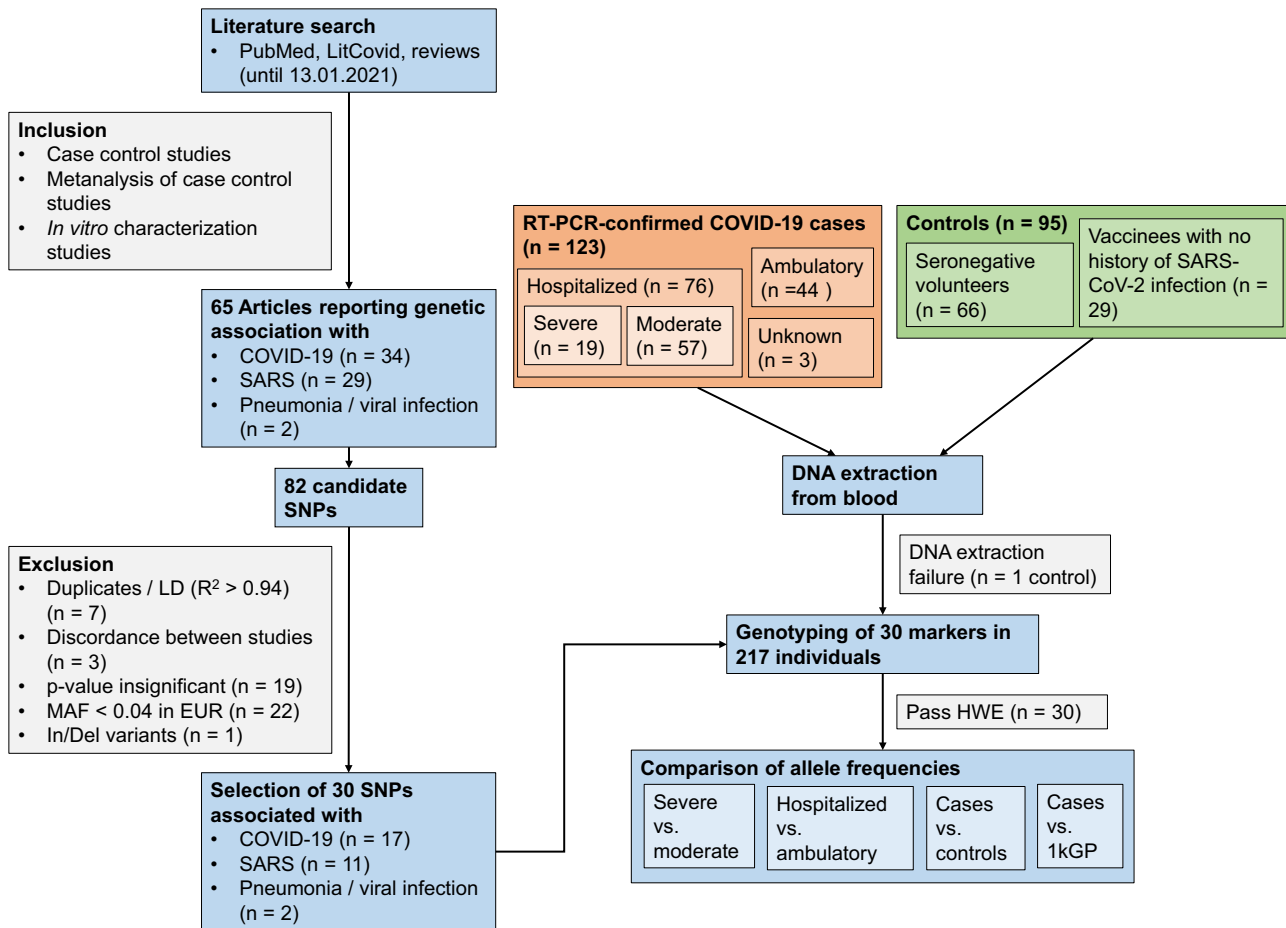 Literature search
• PubMed, LitCovid, reviews
(until 13.01.2021)
Inclusion
• Case control studies
• Metanalysis of case control
studies
• In vitro characterization
studies
65 Articles reporting genetic
association with
• COVID-19 (n = 34)
• SARS (n = 29)
• Pneumonia / viral infection
(n = 2)
82 candidate
SNPs
Exclusion
• Duplicates / LD (R² > 0.94)
(n = 7)
• Discordance between studies
(n = 3)
• p-value insignificant (n = 19)
• MAF < 0.04 in EUR (n = 22)
• In/Del variants (n = 1)
Selection of 30 SNPs
associated with
• COVID-19 (n = 17)
• SARS (n = 11)
• Pneumonia / viral infection
(n = 2)
RT-PCR-confirmed COVID-19 cases
(n = 123)
Hospitalized (n = 76)
Severe
(n = 19)
Moderate
(n = 57)
Ambulatory
(n =44 )
Unknown
(n = 3)
Controls (n = 95)
Seronegative
volunteers
(n = 66)
Vaccinees with no
history of SARS-
CoV-2 infection (n =
29)
DNA extraction
from blood
DNA extraction
failure (n = 1 control)
Genotyping of 30 markers in
217 individuals
Pass HWE (n = 30)
Comparison of allele frequencies
Severe
vs.
moderate
Hospitalized
vs.
ambulatory
Cases
vs.
controls
Cases
vs.
1kGP